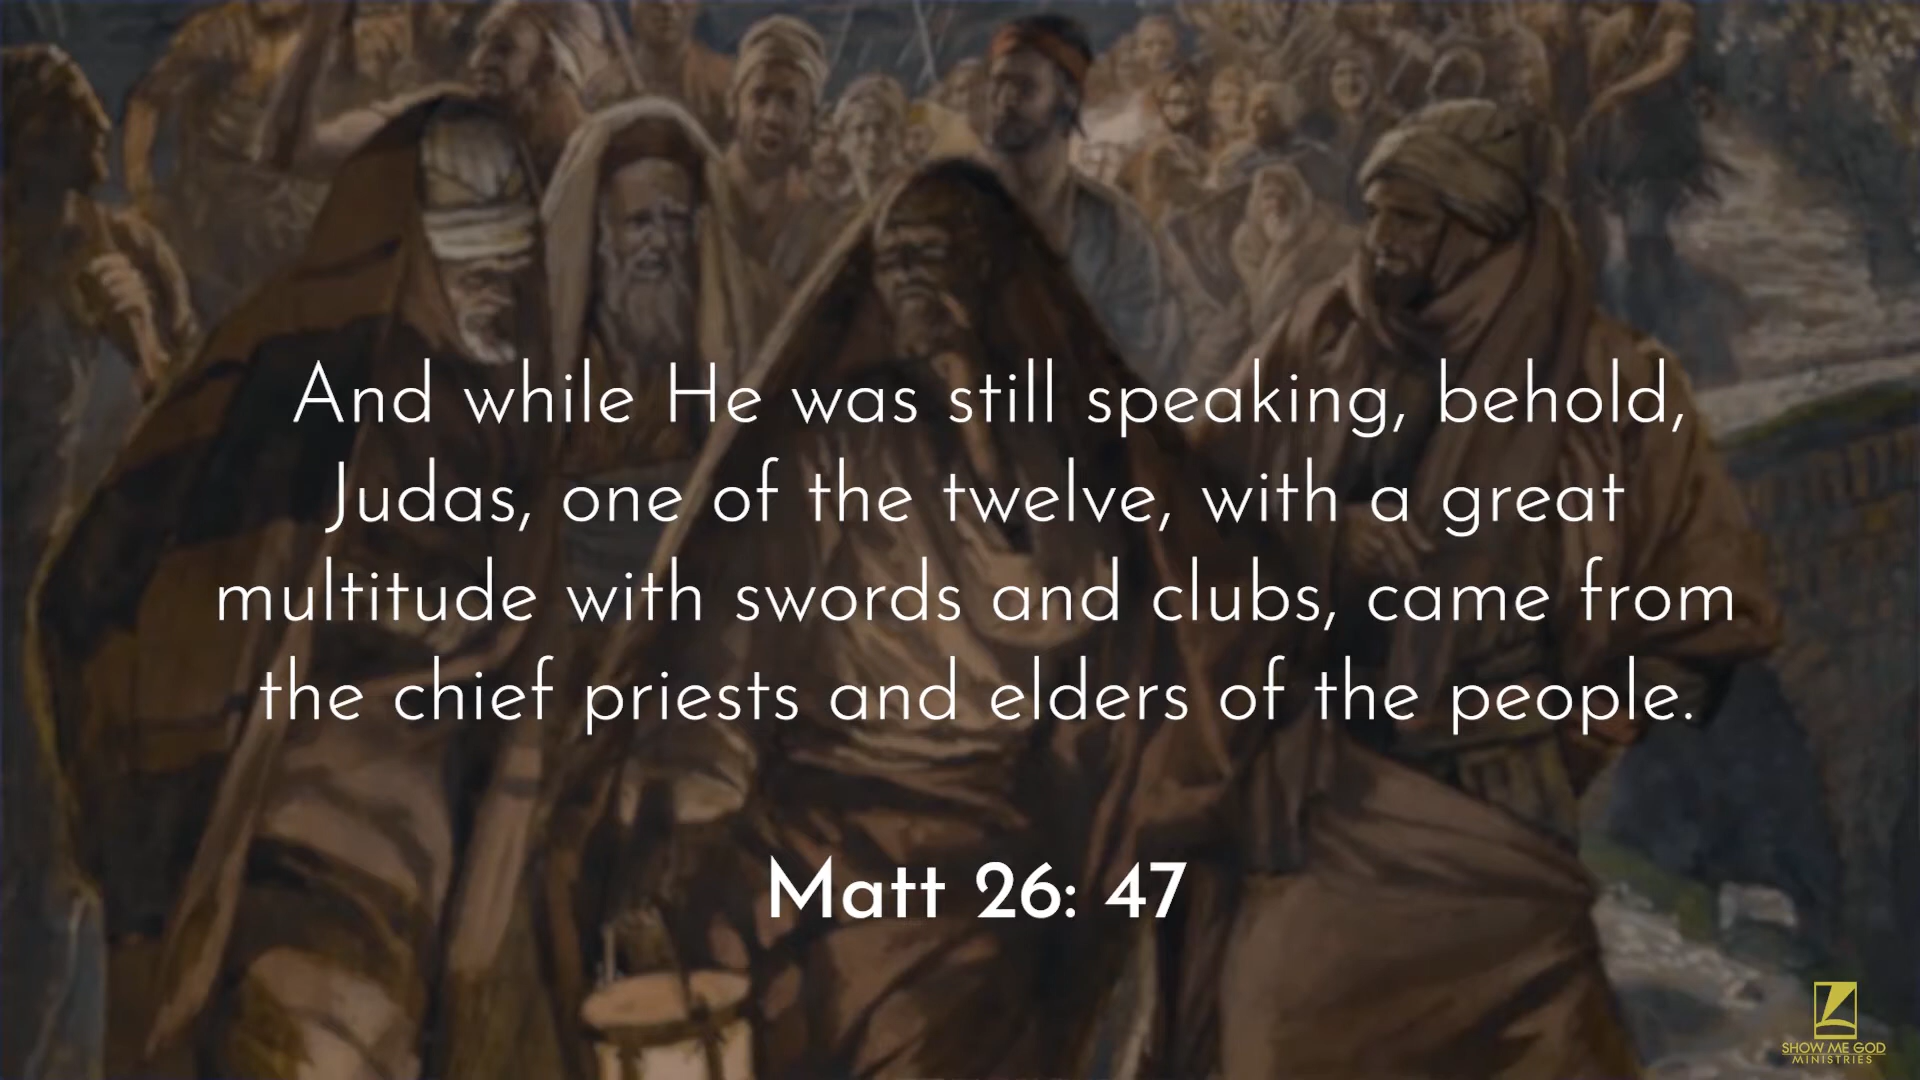 And while He was still speaking, behold,
Judas, one of the twelve, with a great
multitude with swords and clubs, came from
the chief priests and elders of the people.
Matt 26: 47
SHOW ME GOD
MINISTRIES